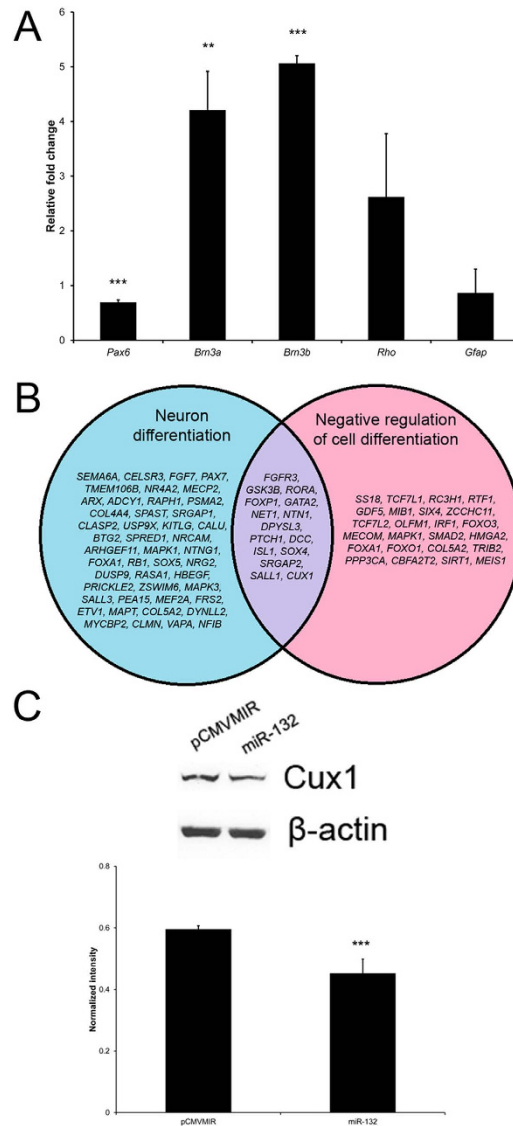 A
Relative fold change
6
5
4
3
2
1
0
***
**
***
Pax6 Brn3a Brn3b Rho Gfap
B
Neuron
differentiation
SEMA6A, CELSR3, FGF7, PAX7,
TMEM106B, NR4A2, MECP2,
ARX, ADCY1, RAPH1, PSMA2,
COL4A4, SPAST, SRGAP1,
CLASP2, USP9X, KITLG, CALU,
BTG2, SPRED1, NRCAM,
ARHGEF11, MAPK1, NTNG1,
FOXA1, RB1, SOX5, NRG2,
DUSP9, RASA1, HBEGF,
PRICKLE2, ZSWIM6, MAPK3,
SALL3, PEA15, MEF2A, FRS2,
ETV1, MAPT, COL5A2, DYNLL2,
MYCBP2, CLMN, VAPA, NFIB
FGFR3,
GSK3B, RORA,
FOXP1, GATA2,
NET1, NTN1,
DPYSL3,
PTCH1, DCC,
ISL1, SOX4,
SRGAP2,
SALL1, CUX1
Negative regulation
of cell differentiation
SS18, TCF7L1, RC3H1, RTF1,
GDF5, MIB1, SIX4, ZCCHC11,
TCF7L2, OLFM1, IRF1, FOXO3,
MECOM, MAPK1, SMAD2, HMGA2,
FOXA1, FOXO1, COL5A2, TRIB2,
PPP3CA, CBFA2T2, SIRT1, MEIS1
C
pCMVMIR miR-132
Cux1
β-actin
Normalized intensity
0.8
0.6
0.4
0.2
0
***
pCMVMIR miR-132